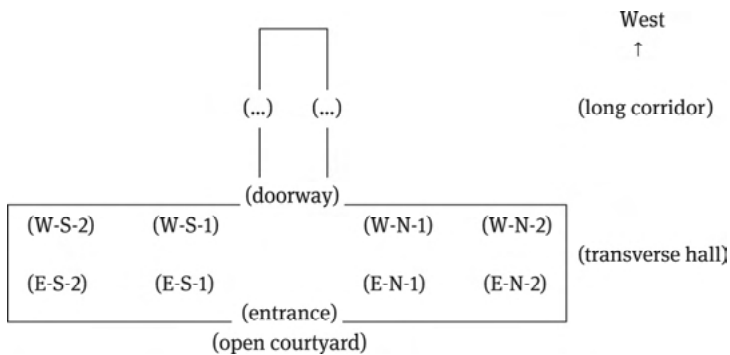 West
↑
(...) (...) (long corridor)
(doorway)
(W-S-2) (W-S-1) (W-N-1) (W-N-2)
(transverse hall)
(E-S-2) (E-S-1) (E-N-1) (E-N-2)
(entrance)
(open courtyard)